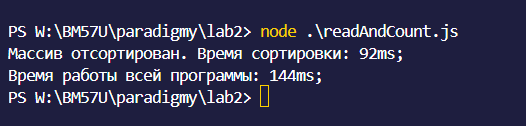 PS W:\BM57U\paradigmy\lab2> node .\readAndCount.js
Массив отсортирован. Время сортировки: 92ms;
Время работы всей программы: 144ms;
PS W:\BM57U\paradigmy\lab2>